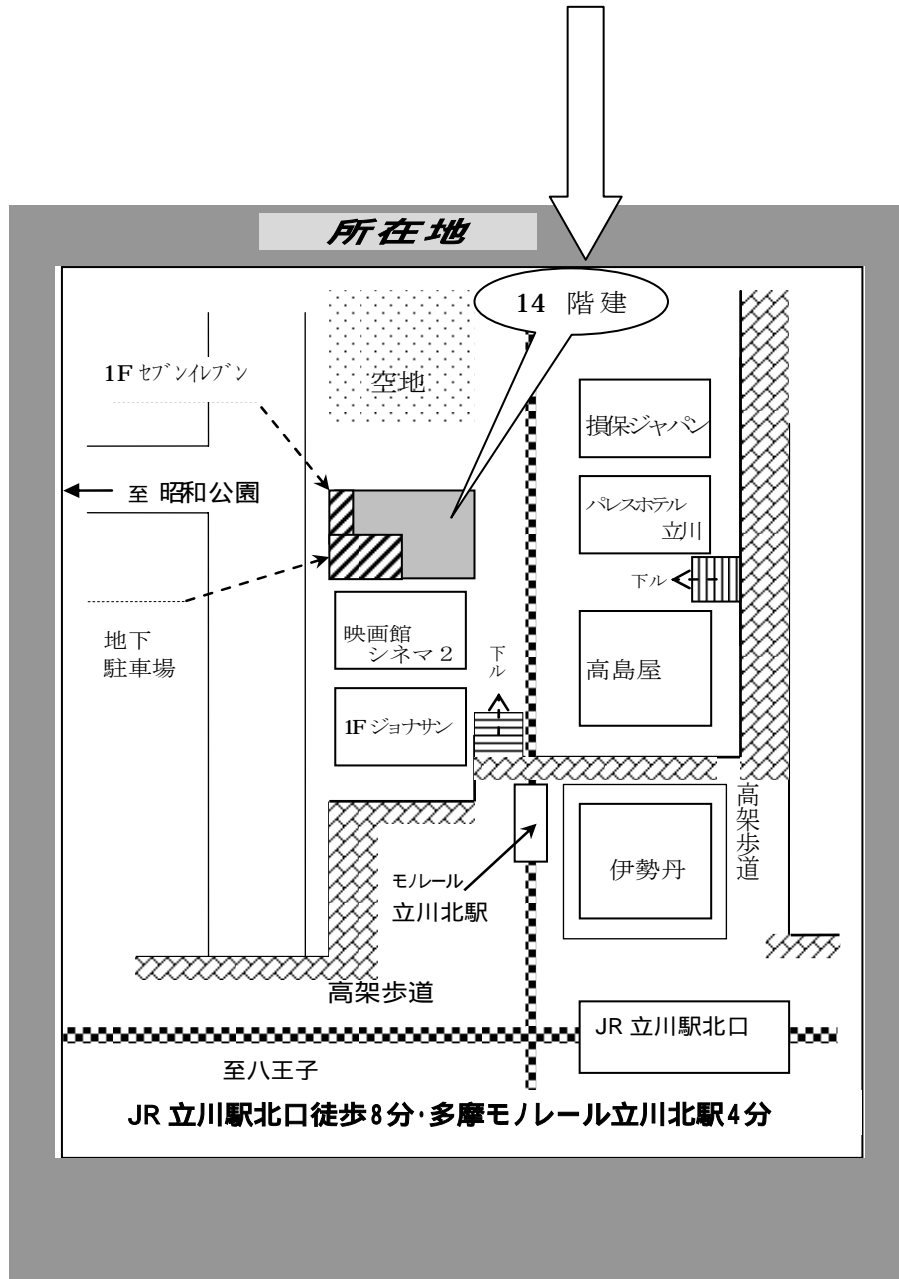 所在地
14 階建
1F ｾﾌﾞﾝｲﾚﾌﾞﾝ
空地
損保ジャパン
至 昭和公園
パレスホテル
立川
下ル
地下
駐車場
映画館
シネマ2
下ル
高島屋
1F ジョナサン
高架歩道
伊勢丹
モノレール
立川北駅
高架歩道
JR 立川駅北口
至八王子
JR 立川駅北口徒歩8分･多摩モノレール立川北駅4分